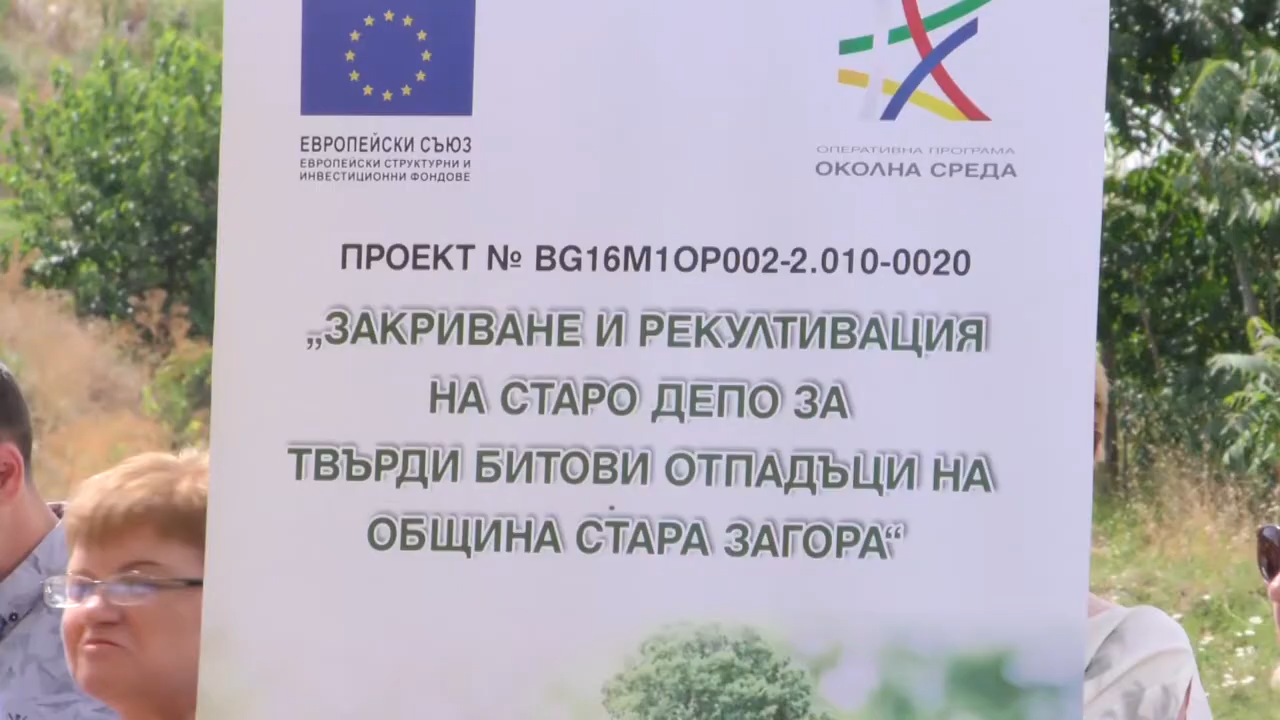 ЕВРОПЕЙСКИ СЪЮЗ
ЕВРОПЕЙСКИ СТРУКТУРНИ И
ИНВЕСТИЦИОННИ ФОНДОВЕ
ОПЕРАТИВНА ПРОГРАМА
ОКОЛНА СРЕДА
ПРОЕКТ № BG16M1OP002-2.010-0020
„ЗАКРИВАНЕ И РЕКУЛТИВАЦИЯ
НА СТАРО ДЕПО ЗА
ТВЪРДИ БИТОВИ ОТПАДЪЦИ НА
ОБЩИНА СТАРА ЗАГОРА“